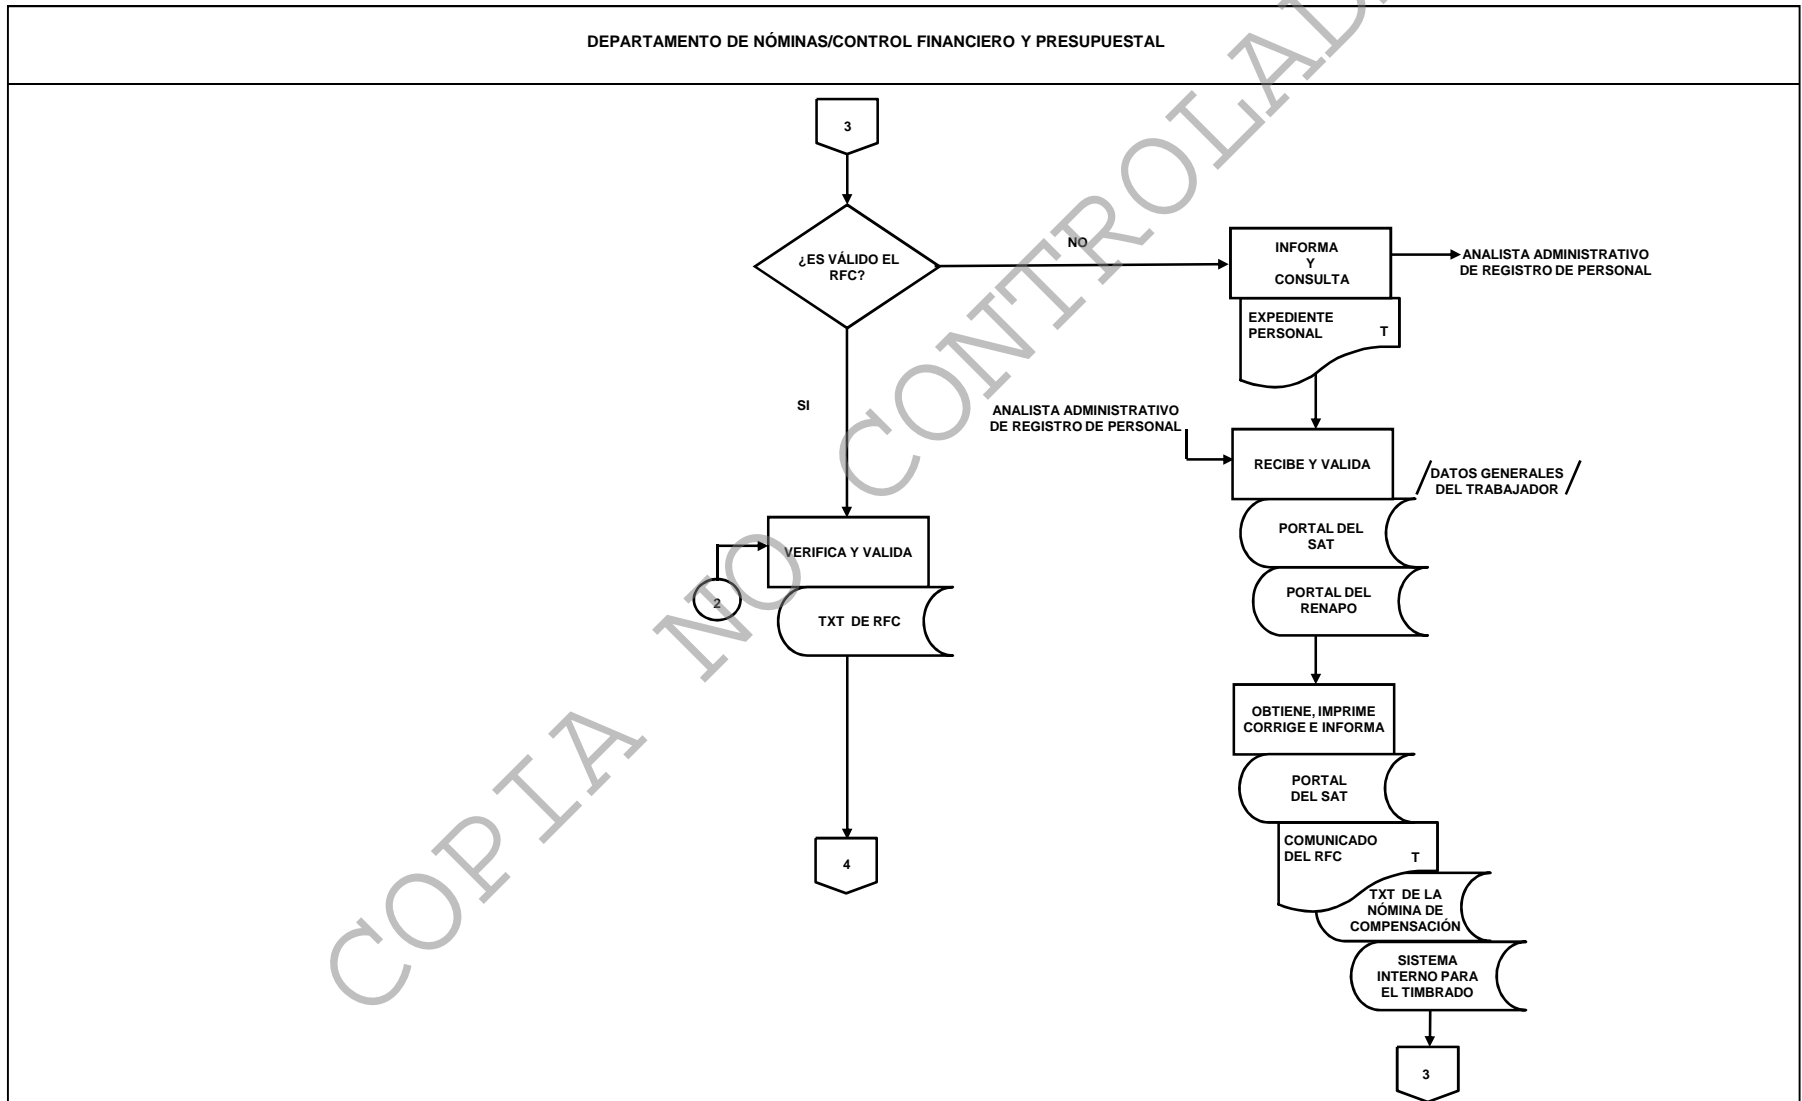 DEPARTAMENTO DE NÓMINAS/CONTROL FINANCIERO Y PRESUPUESTAL
3
¿ES VÁLIDO EL
RFC?
NO
INFORMA
Y
CONSULTA
ANALISTA ADMINISTRATIVO
DE REGISTRO DE PERSONAL
EXPEDIENTE
PERSONAL T
SI
ANALISTA ADMINISTRATIVO
DE REGISTRO DE PERSONAL
RECIBE Y VALIDA
DATOS GENERALES
DEL TRABAJADOR
PORTAL DEL
SAT
PORTAL DEL
RENAPO
VERIFICA Y VALIDA
2
TXT DE RFC
4
OBTIENE, IMPRIME
CORRIGE E INFORMA
PORTAL
DEL SAT
COMUNICADO
DEL RFC T
TXT DE LA
NÓMINA DE
COMPENSACIÓN
SISTEMA
INTERNO PARA
EL TIMBRADO
3
COPIA NO CONTROLAD